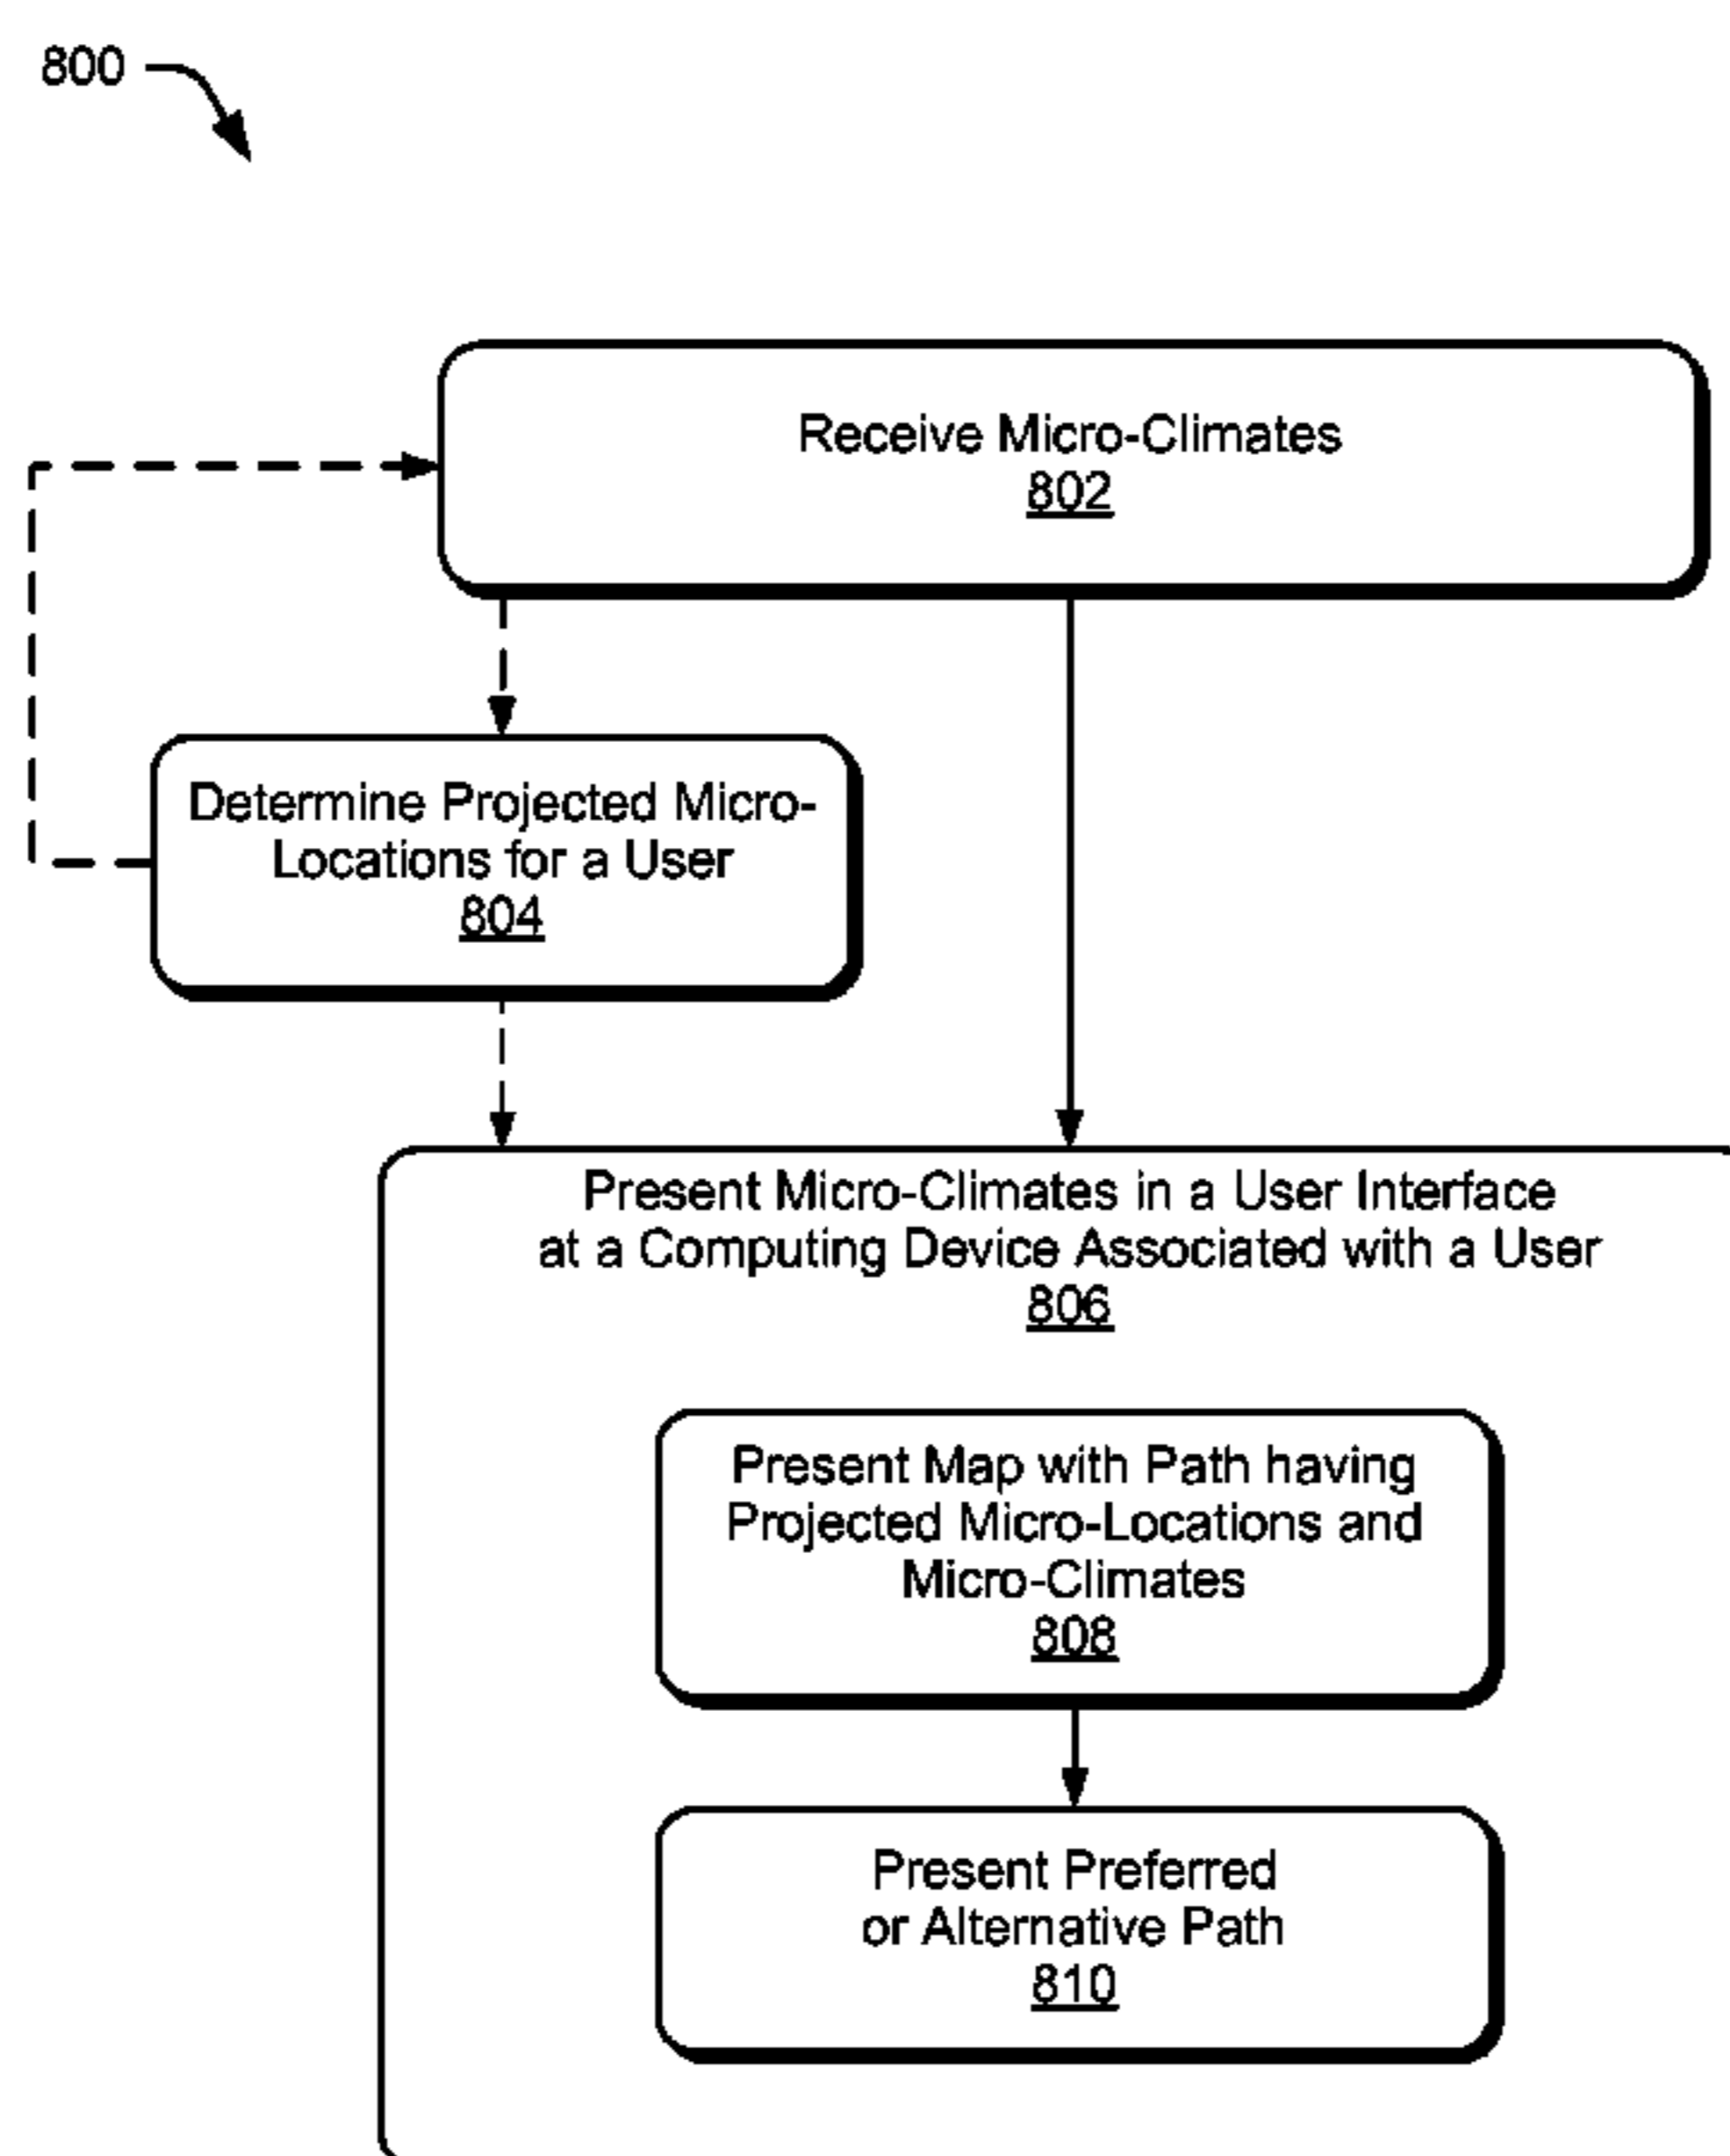 800
Receive Micro-Climates
802
Determine Projected Micro-
Locations for a User
804
Present Micro-Climates in a User Interface
at a Computing Device Associated with a User
806
Present Map with Path having
Projected Micro-Locations and
Micro-Climates
808
Present Preferred
or Alternative Path
810